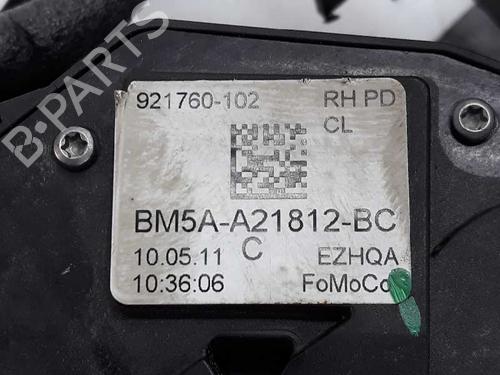 B-PARTS
921760-102 RH PD
CL
BM5A-A21812-BC
C
10.05.11 EZHQA
10:36:06 FoMoCo